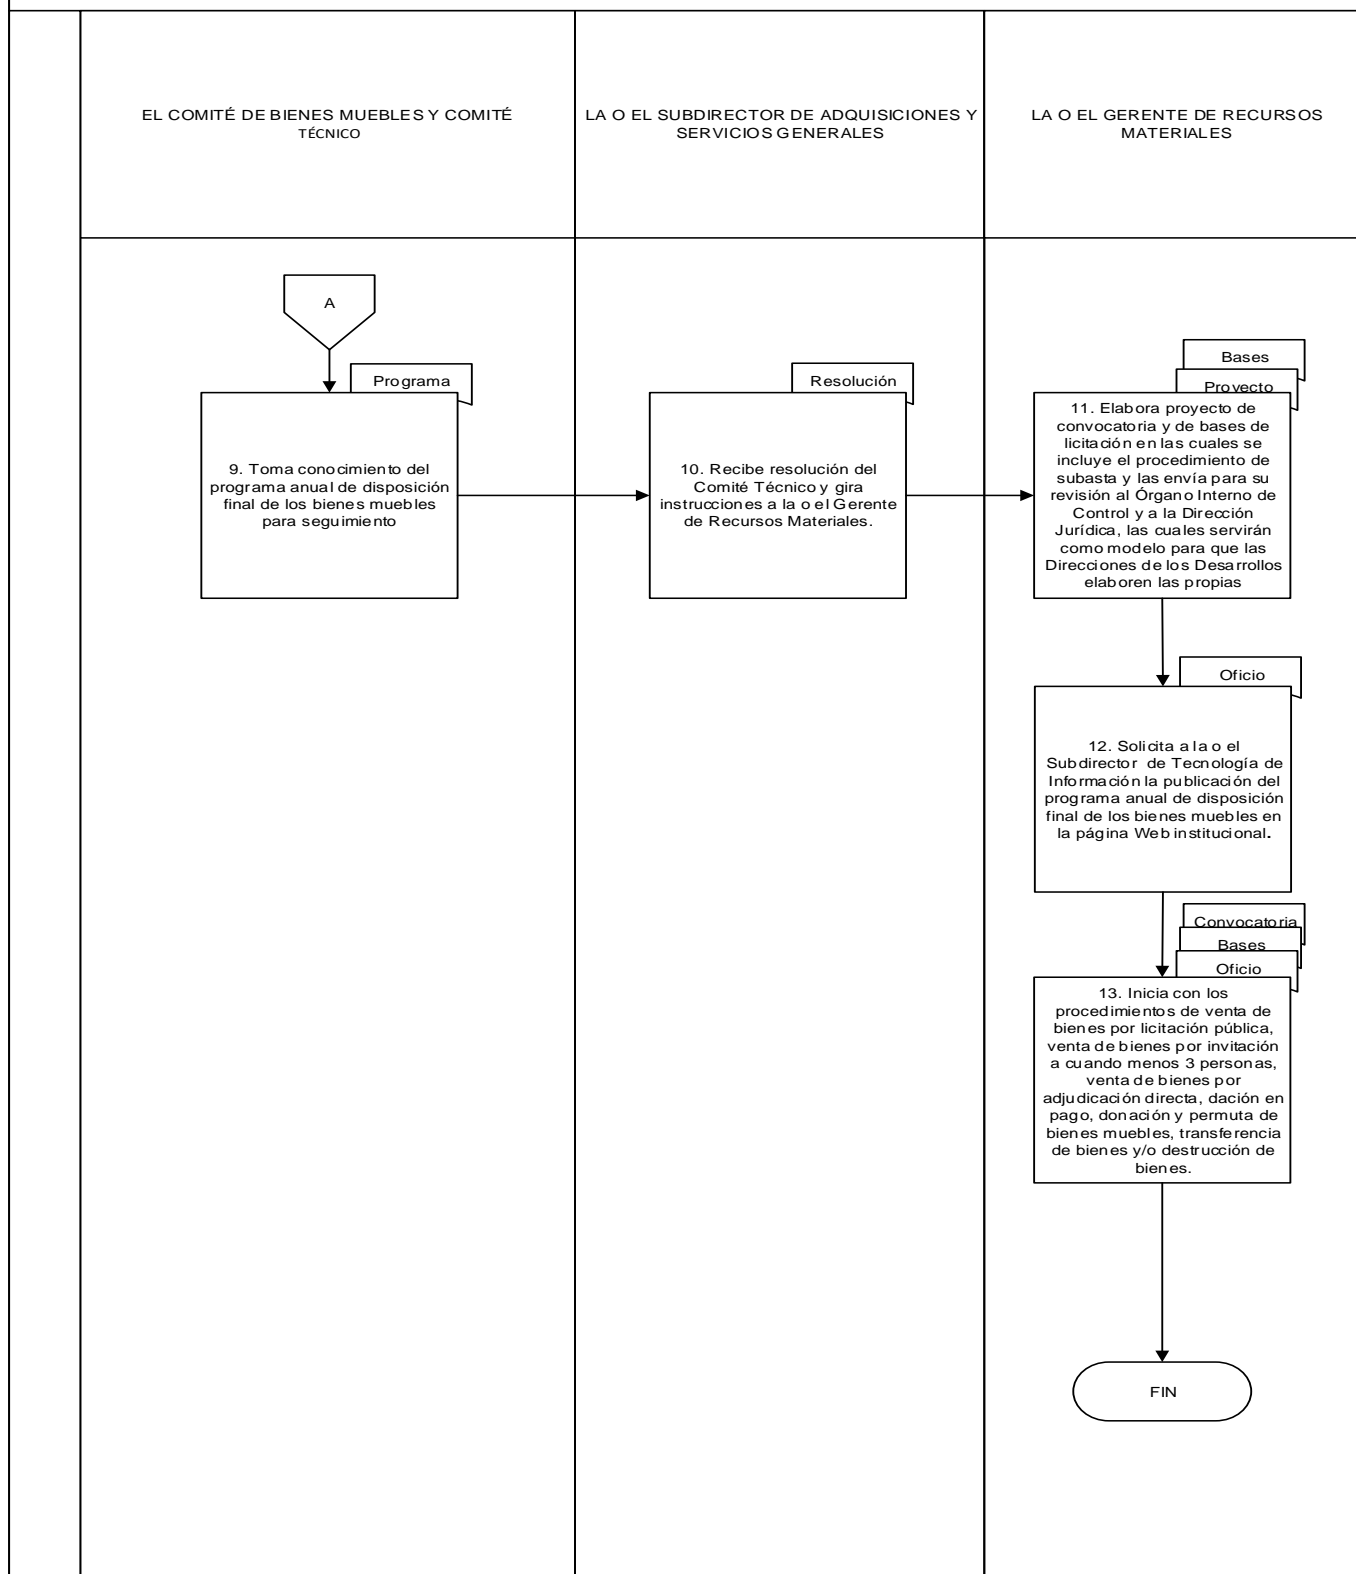 EL COMITÉ DE BIENES MUEBLES Y COMITÉ
TÉCNICO
LA O EL SUBDIRECTOR DE ADQUISICIONES Y
SERVICIOS GENERALES
LA O EL GERENTE DE RECURSOS
MATERIALES
A
Programa
9. Toma conocimiento del
programa anual de disposición
final de los bienes muebles
para seguimiento
Resolución
10. Recibe resolución del
Comité Técnico y gira
instrucciones a la o el Gerente
de Recursos Materiales.
Bases
Proyecto
11. Elabora proyecto de
convocatoria y de bases de
licitación en las cuales se
incluye el procedimiento de
subasta y las envía para su
revisión al Órgano Interno de
Control y a la Dirección
Jurídica, las cuales servirán
como modelo para que las
Direcciones de los Desarrollos
elaboren las propias
Oficio
12. Solicita a la o el
Subdirector de Tecnología de
Información la publicación del
programa anual de disposición
final de los bienes muebles en
la página Web institucional.
Convocatoria
Bases
Oficio
13. Inicia con los
procedimientos de venta de
bienes por licitación pública,
venta de bienes por invitación
a cuando menos 3 personas,
venta de bienes por
adjudicación directa, dación en
pago, donación y permuta de
bienes muebles, transferencia
de bienes y/o destrucción de
bienes.
FIN